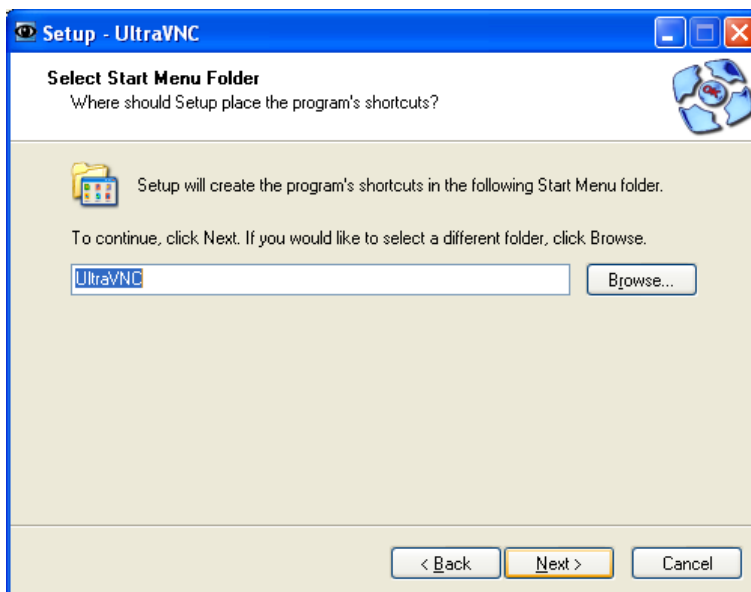 Setup - UltraVNC
Select Start Menu Folder
Where should Setup place the program's shortcuts?
Setup will create the program's shortcuts in the following Start Menu folder.
To continue, click Next. If you would like to select a different folder, click Browse.
UltraVNC
Browse...
< Back
Next >
Cancel